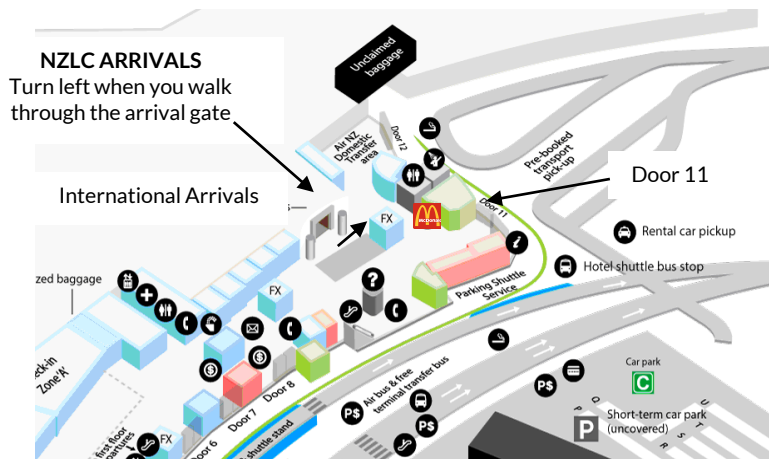 NZLC ARRIVALS
Turn left when you walk
through the arrival gate
Unclaimed
baggage
Door 12
Air NZ
Domestic
Transfer
area
Pre-booked
transport
pick-up
Door 11
International Arrivals
Door 11
FX
McDonald's
Rental car pickup
Hotel shuttle bus stop
Parking Shuttle
Service
zed baggage
?
i
FX
$
$
Door 8
Door 7
Door 6
FX
eck-in
Zone 'A'
first floor
partures
shuttle stand
Air bus & free
terminal transfer bus
P$
P$
P$
Car park
C
P
Short-term car park
(uncovered)
P
Q
R
S
T
U